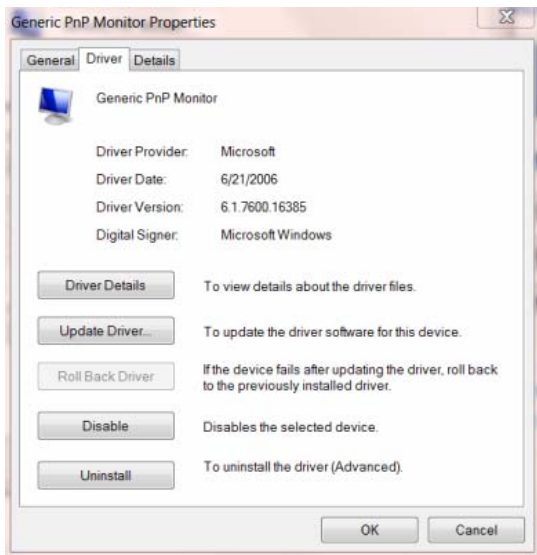 Generic PnP Monitor Properties
General Driver Details
Generic PnP Monitor
Driver Provider: Microsoft
Driver Date: 6/21/2006
Driver Version: 6.1.7600.16385
Digital Signer: Microsoft Windows
Driver Details To view details about the driver files.
Update Driver... To update the driver software for this device.
Roll Back Driver If the device fails after updating the driver, roll back
to the previously installed driver.
Disable Disables the selected device.
Uninstall To uninstall the driver (Advanced).
OK Cancel